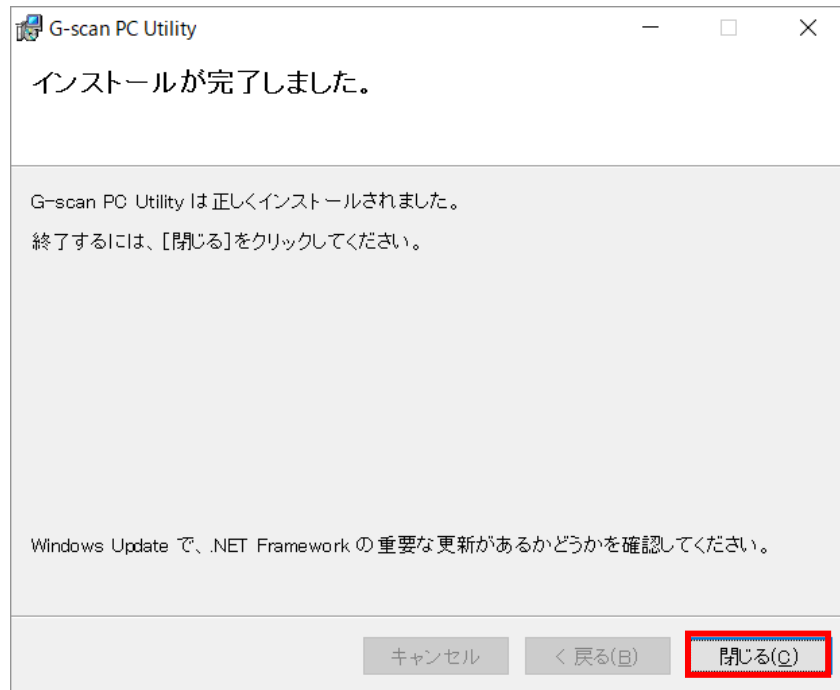 G-scan PC Utility
インストールが完了しました。
G-scan PC Utility は正しくインストールされました。
終了するには、[閉じる]をクリックしてください。
Windows Update で、.NET Framework の重要な更新があるかどうかを確認してください。
キャンセル
< 戻る(B)
閉じる(C)